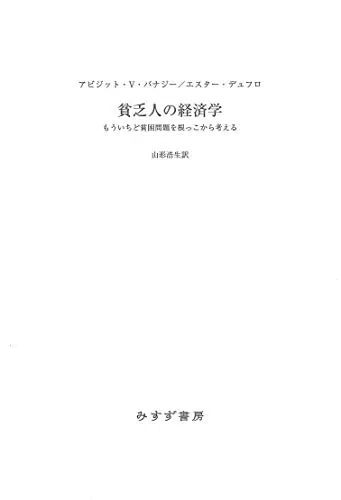 アビジット・V・バナジー／エスター・デュフロ
貧乏人の経済学
もういちど貧困問題を根っこから考える
山形浩生訳
みすず書房